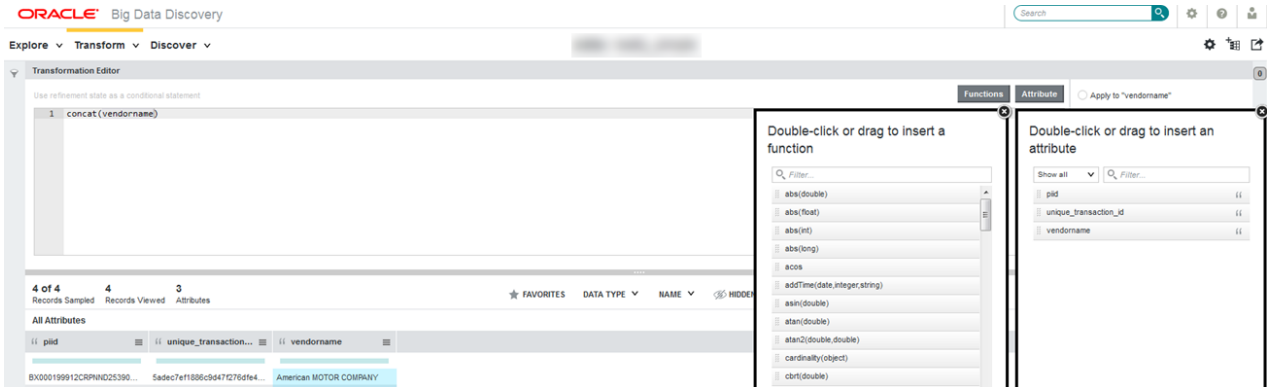 ORACLE® Big Data Discovery
Search
Explore Transform Discover
Transformation Editor
0
Use refinement state as a conditional statement
Functions Attribute Apply to "vendorname"
1 concat(vendorname)
Double-click or drag to insert a function
Filter...
abs(double)
abs(float)
abs(int)
abs(long)
acos
addTime(date,integer,string)
asin(double)
atan(double)
atan2(double,double)
cardinality(object)
cbrt(double)
Double-click or drag to insert an attribute
Show all Filter...
piid
unique_transaction_id
vendorname
4 of 4 4 3
Records Sampled Records Viewed Attributes
FAVORITES DATA TYPE NAME
All Attributes
piid unique_transaction... vendorname
BX000199912CRPNND25390... 5adec7ef1886c9d47f276dfe4... American MOTOR COMPANY